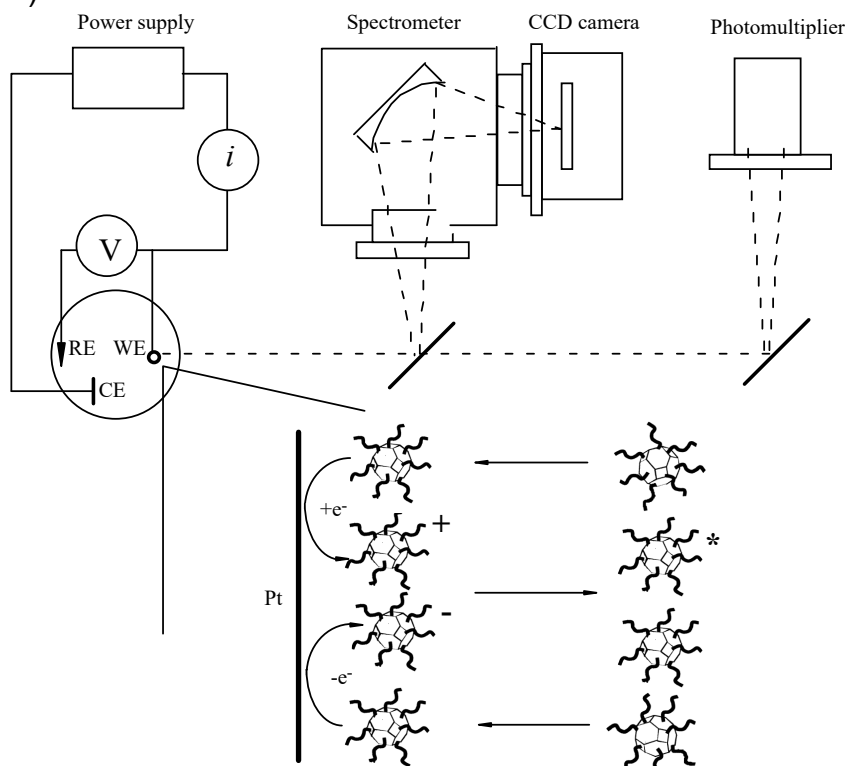 )
Power supply
Spectrometer
CCD camera
Photomultiplier
i
V
RE
WE
CE
+e-
+
*
Pt
-
-e-